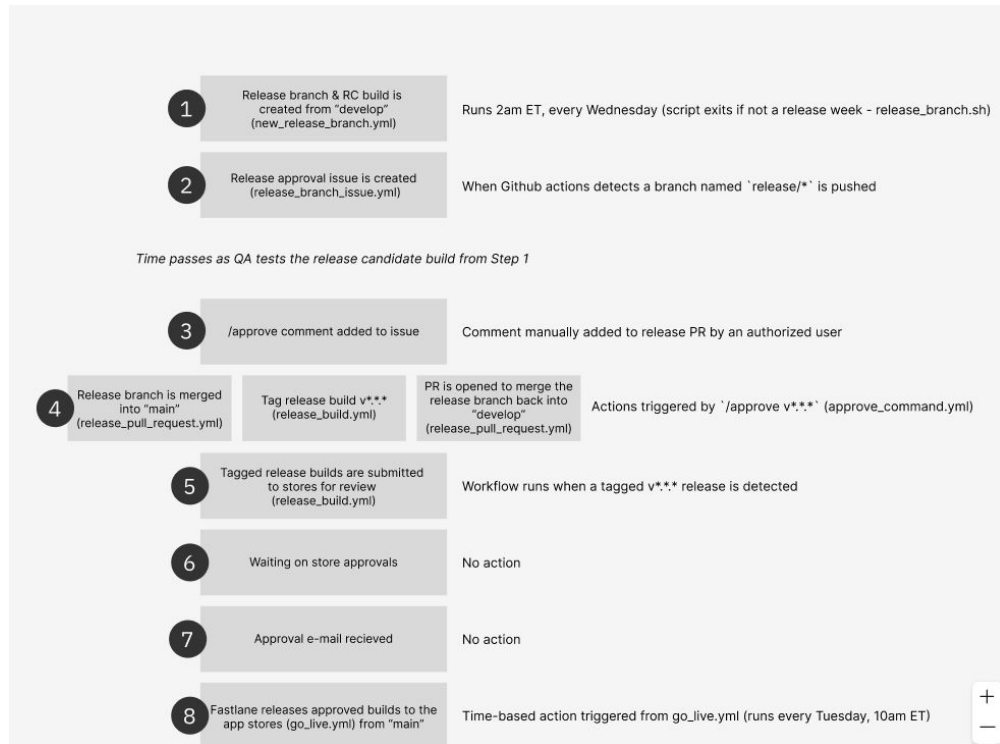 1
Release branch & RC build is
created from "develop"
(new_release_branch.yml)
Runs 2am ET, every Wednesday (script exits if not a release week - release_branch.sh)
2
Release approval issue is created
(release_branch_issue.yml)
When Github actions detects a branch named `release/*` is pushed
Time passes as QA tests the release candidate build from Step 1
3
/approve comment added to issue
Comment manually added to release PR by an authorized user
4
Release branch is merged
into "main"
(release_pull_request.yml)
Tag release build v*.*.*
(release_build.yml)
PR is opened to merge the
release branch back into
"develop"
(release_pull_request.yml)
Actions triggered by `/approve v*.*.*` (approve_command.yml)
5
Tagged release builds are submitted
to stores for review
(release_build.yml)
Workflow runs when a tagged v*.*.* release is detected
6
Waiting on store approvals
No action
7
Approval e-mail recieved
No action
8
Fastlane releases approved builds to the
app stores (go_live.yml) from "main"
Time-based action triggered from go_live.yml (runs every Tuesday, 10am ET)
+
−